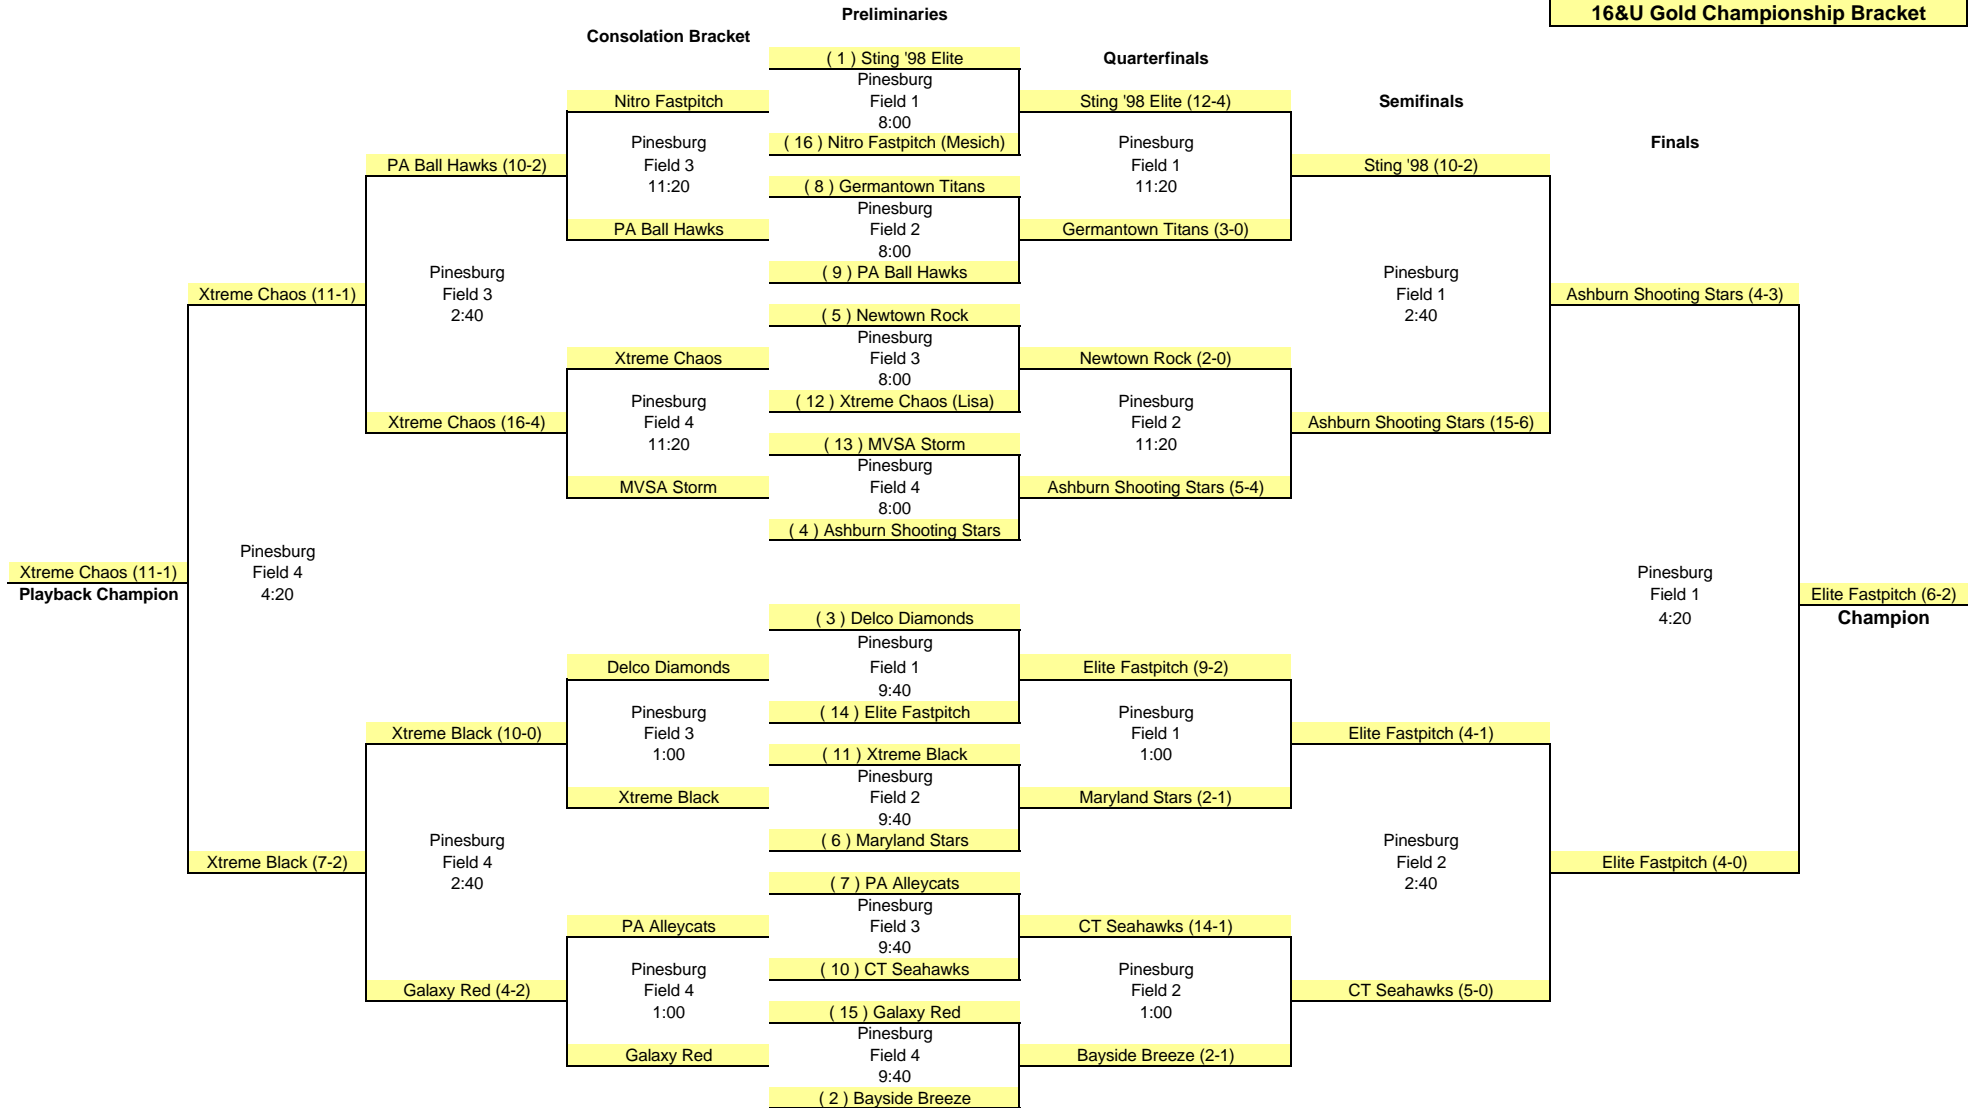 Preliminaries
16&U Gold Championship Bracket
Consolation Bracket
( 1 ) Sting '98 Elite
Quarterfinals
Pinesburg
Nitro Fastpitch
Field 1
Sting '98 Elite (12-4)
Semifinals
8:00
Pinesburg
( 16 ) Nitro Fastpitch (Mesich)
Pinesburg
Finals
PA Ball Hawks (10-2)
Field 3
Field 1
Sting '98 (10-2)
11:20
( 8 ) Germantown Titans
11:20
Pinesburg
PA Ball Hawks
Field 2
Germantown Titans (3-0)
8:00
Pinesburg
( 9 ) PA Ball Hawks
Pinesburg
Xtreme Chaos (11-1)
Field 3
Field 1
Ashburn Shooting Stars (4-3)
2:40
( 5 ) Newtown Rock
2:40
Pinesburg
Xtreme Chaos
Field 3
Newtown Rock (2-0)
8:00
Pinesburg
( 12 ) Xtreme Chaos (Lisa)
Pinesburg
Xtreme Chaos (16-4)
Field 4
Field 2
Ashburn Shooting Stars (15-6)
11:20
( 13 ) MVSA Storm
11:20
Pinesburg
MVSA Storm
Field 4
Ashburn Shooting Stars (5-4)
8:00
( 4 ) Ashburn Shooting Stars
Pinesburg
Xtreme Chaos (11-1)
Field 4
Pinesburg
Playback Champion
4:20
Field 1
Elite Fastpitch (6-2)
( 3 ) Delco Diamonds
4:20
Champion
Pinesburg
Delco Diamonds
Field 1
Elite Fastpitch (9-2)
9:40
Pinesburg
( 14 ) Elite Fastpitch
Pinesburg
Xtreme Black (10-0)
Field 3
Field 1
Elite Fastpitch (4-1)
1:00
( 11 ) Xtreme Black
1:00
Pinesburg
Xtreme Black
Field 2
Maryland Stars (2-1)
9:40
Pinesburg
( 6 ) Maryland Stars
Pinesburg
Xtreme Black (7-2)
Field 4
Field 2
Elite Fastpitch (4-0)
2:40
( 7 ) PA Alleycats
2:40
Pinesburg
PA Alleycats
Field 3
CT Seahawks (14-1)
9:40
Pinesburg
( 10 ) CT Seahawks
Pinesburg
Galaxy Red (4-2)
Field 4
Field 2
CT Seahawks (5-0)
1:00
( 15 ) Galaxy Red
1:00
Pinesburg
Galaxy Red
Field 4
Bayside Breeze (2-1)
9:40
( 2 ) Bayside Breeze